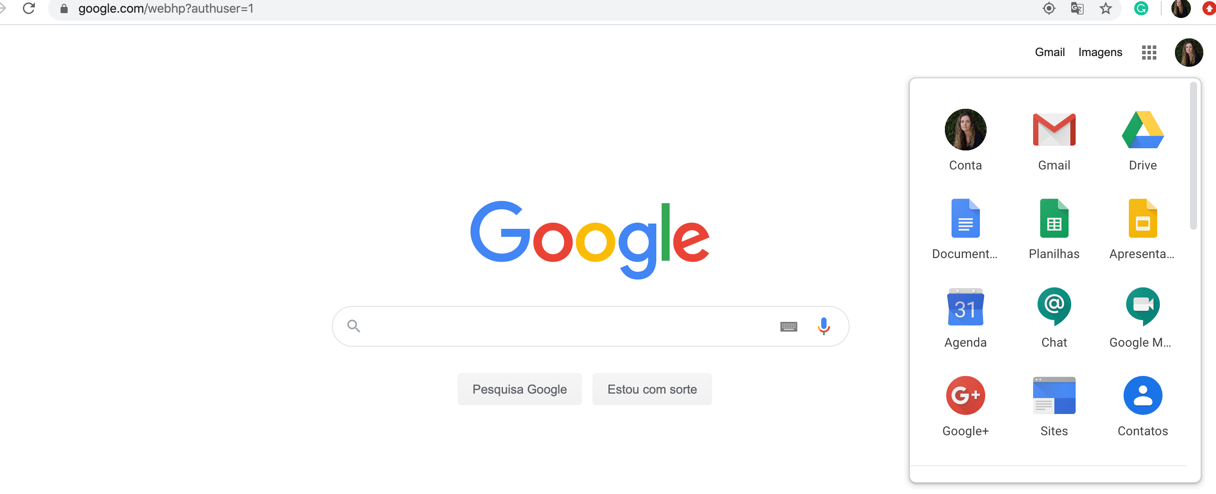 google.com/webhp?authuser=1
Gmail Imagens
Conta Gmail Drive
Document... Planilhas Apresenta...
31
Agenda Chat Google M...
G+
Google+ Sites Contatos
Google
Pesquisa Google Estou com sorte